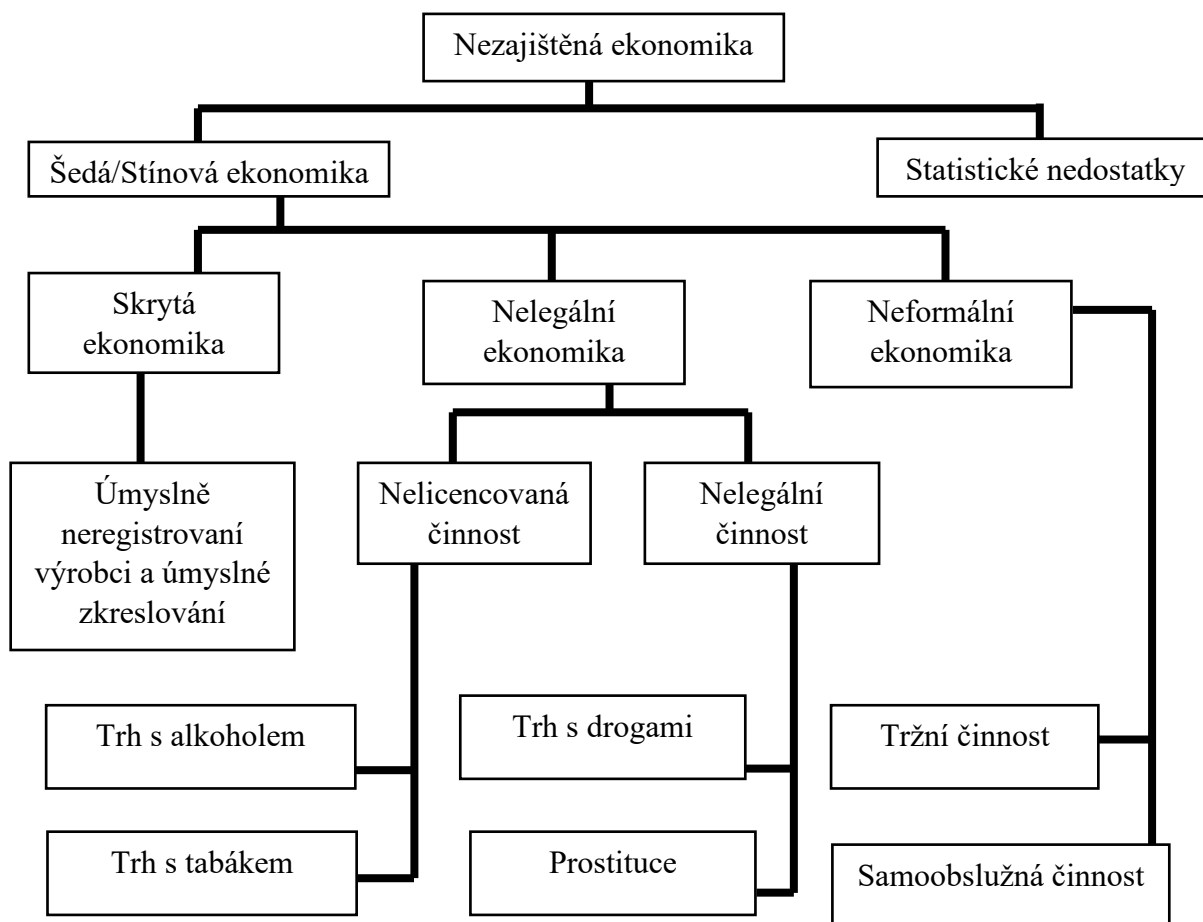 Nezajištěná ekonomika
Šedá/Stínová ekonomika
Statistické nedostatky
Skrytá
ekonomika
Nelegální
ekonomika
Neformální
ekonomika
Úmyslně
neregistrovaní
výrobci a úmyslné
zkreslování
Nelicencovaná
činnost
Nelegální
činnost
Trh s alkoholem
Trh s drogami
Tržní činnost
Trh s tabákem
Prostituce
Samoobslužná činnost